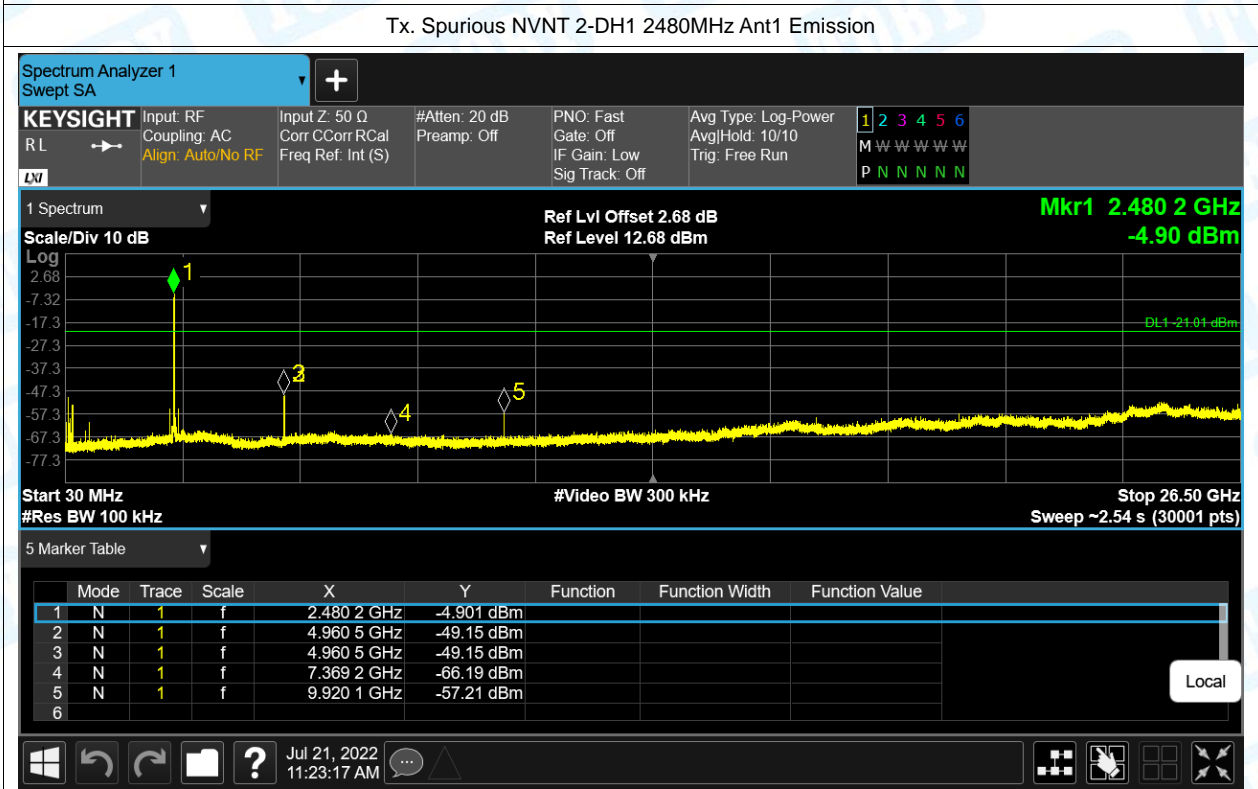 Tx. Spurious NVNT 2-DH1 2480MHz Ant1 Emission
Spectrum Analyzer 1
Swept SA
+
KEYSIGHT
RL
LXI
Input: RF
Coupling: AC
Align: Auto/No RF
Input Z: 50 Ω
Corr CCorr RCal
Freq Ref: Int (S)
#Atten: 20 dB
Preamp: Off
PNO: Fast
Gate: Off
IF Gain: Low
Sig Track: Off
Avg Type: Log-Power
Avg|Hold: 10/10
Trig: Free Run
1 2 3 4 5 6
M W W W W W
P N N N N N
1 Spectrum
Scale/Div 10 dB
Ref Lvl Offset 2.68 dB
Ref Level 12.68 dBm
Mkr1 2.480 2 GHz
-4.90 dBm
Log
2.68
-7.32
-17.3
-27.3
-37.3
-47.3
-57.3
-67.3
-77.3
1
3
4
5
DL1 -21.01 dBm
Start 30 MHz
#Video BW 300 kHz
Stop 26.50 GHz
#Res BW 100 kHz
Sweep ~2.54 s (30001 pts)
5 Marker Table
Mode Trace Scale X Y Function Function Width Function Value
1 N 1 f 2.480 2 GHz -4.901 dBm
2 N 1 f 4.960 5 GHz -49.15 dBm
3 N 1 f 4.960 5 GHz -49.15 dBm
4 N 1 f 7.369 2 GHz -66.19 dBm
5 N 1 f 9.920 1 GHz -57.21 dBm
6
Local
?
Jul 21, 2022
11:23:17 AM